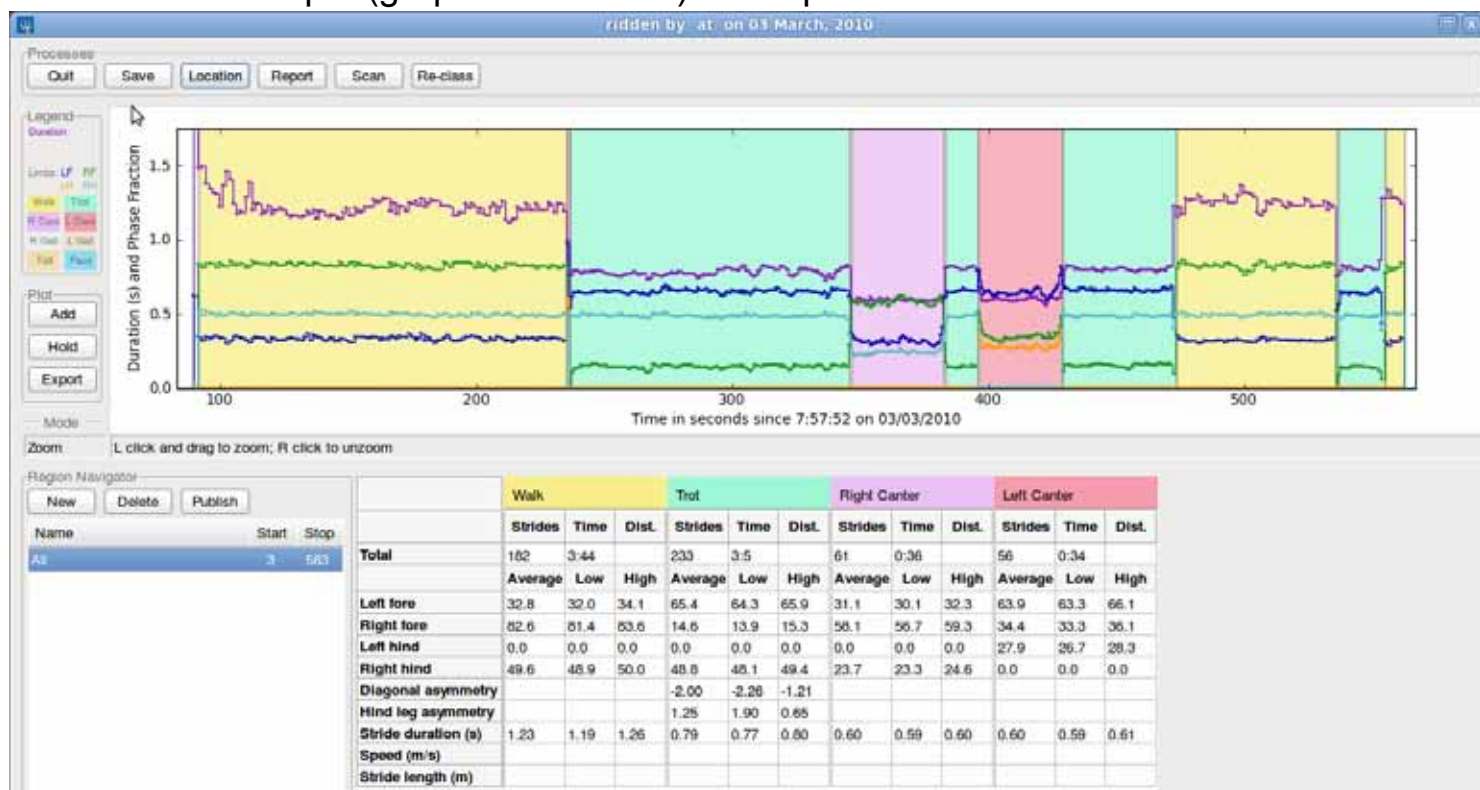 ridden by at on 03 March, 2010
Processes
Quit Save Location Report Scan Re-class
Legend
Duration
Limbs LF RF
LH RH
Walk Trot
R Cant L Cant
Duration (s) and Phase Fraction
1.5
1.0
0.5
0.0
100 200 300 400 500
Time in seconds since 7:57:52 on 03/03/2010
Plot
Add
Hold
Export
Mode
Zoom L click and drag to zoom; R click to unzoom
Region Navigator
New Delete Publish
Name Start Stop
All 3 583
Walk Trot Right Canter Left Canter
Strides Time Dist. Strides Time Dist. Strides Time Dist. Strides Time Dist.
Total 182 3:44 233 3:5 61 0:36 56 0:34
Average Low High Average Low High Average Low High Average Low High
Left fore 32.8 32.0 34.1 65.4 64.3 65.9 31.1 30.1 32.3 63.9 63.3 66.1
Right fore 82.6 81.4 83.6 14.6 13.9 15.3 58.1 56.7 59.3 34.4 33.3 36.1
Left hind 0.0 0.0 0.0 0.0 0.0 0.0 0.0 0.0 0.0 27.9 26.7 28.3
Right hind 49.6 48.9 50.0 48.8 48.1 49.4 23.7 23.3 24.6 0.0 0.0 0.0
Diagonal asymmetry -2.00 -2.26 -1.21
Hind leg asymmetry 1.25 1.90 0.65
Stride duration (s) 1.23 1.19 1.26 0.79 0.77 0.80 0.60 0.59 0.60 0.60 0.59 0.61
Speed (m/s)
Stride length (m)